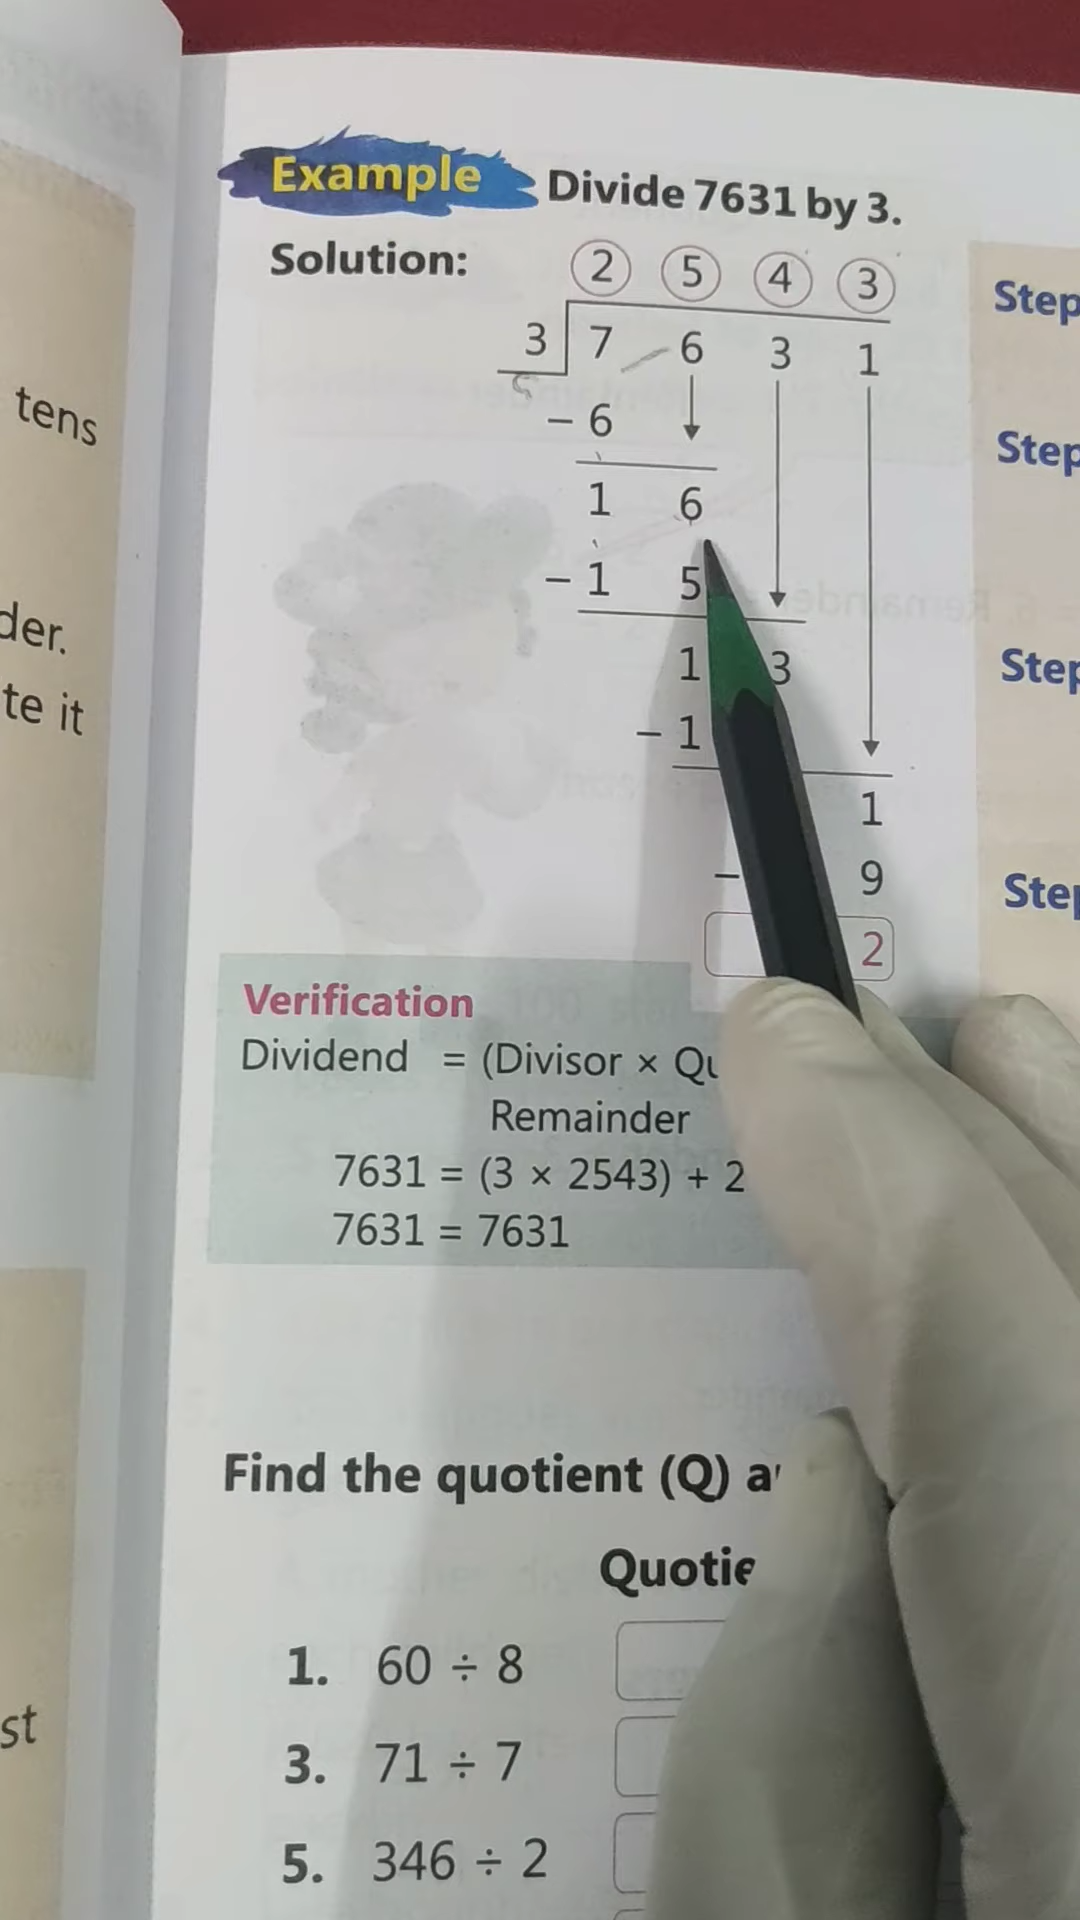 tens
der.
te it
st
Example Divide 7631 by 3.
Solution: 2 5 4 3
3 7 6 3 1
– 6
1 6
– 1 5
1 3
– 1
1
– 9
2
Step
Step
Step
Step
Verification
Dividend = (Divisor ×
Remainder
7631 = (3 × 2543) + 2
7631 = 7631
Find the quotient (Q)
Quotie
1. 60 ÷ 8
3. 71 ÷ 7
5. 346 ÷ 2